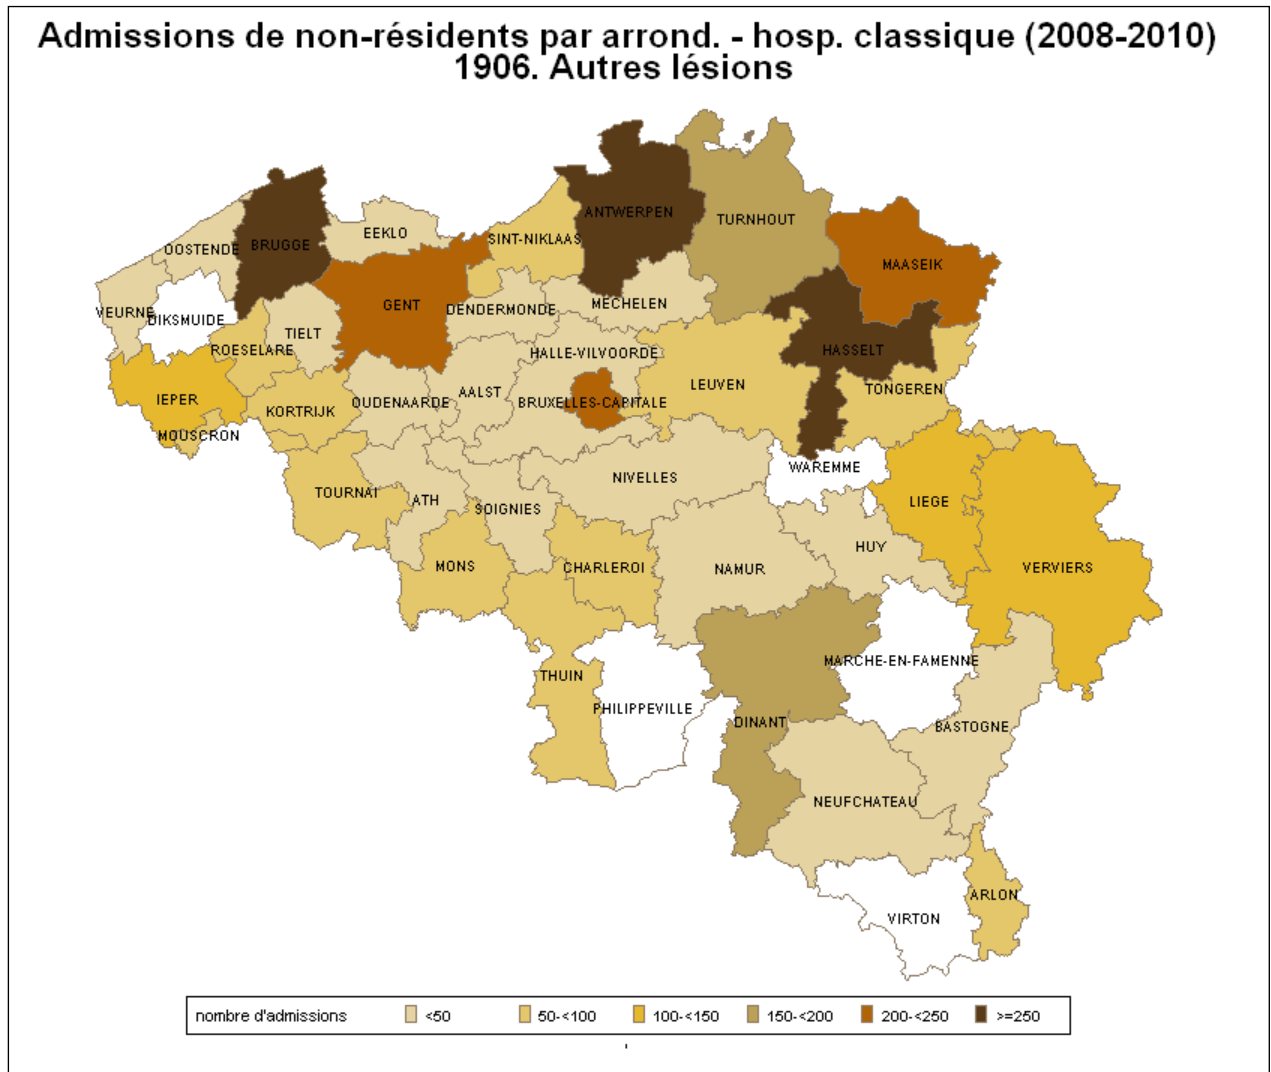 Admissions de non-résidents par arrond. - hosp. classique (2008-2010)
1906. Autres lésions
ANTWERPEN
TURNHOUT
EEKLO
SINT-NIKLAAS
OOSTENDE
BRUGGE
MAASEIK
GENT
MECHELEN
DENDERMONDE
VEURNE
DIKSMUIDE
TIELT
ROESELARE
HALLE-VILVOORDE
HASSELT
LEUVEN
TONGEREN
AALST
IEPER
KORTRIJK
OUDENAARDE
BRUXELLES-CAPITALE
MOUSCRON
WAREMME
NIVELLES
TOURNAI
ATH
SOIGNIES
LIEGE
HUY
MONS
CHARLEROI
NAMUR
VERVIERS
MARCHE-EN-FAMENNE
THUIN
PHILIPPEVILLE
DINANT
BASTOGNE
NEUFCHATEAU
ARLON
VIRTON
nombre d'admissions <50 50-<100 100-<150 150-<200 200-<250 >=250